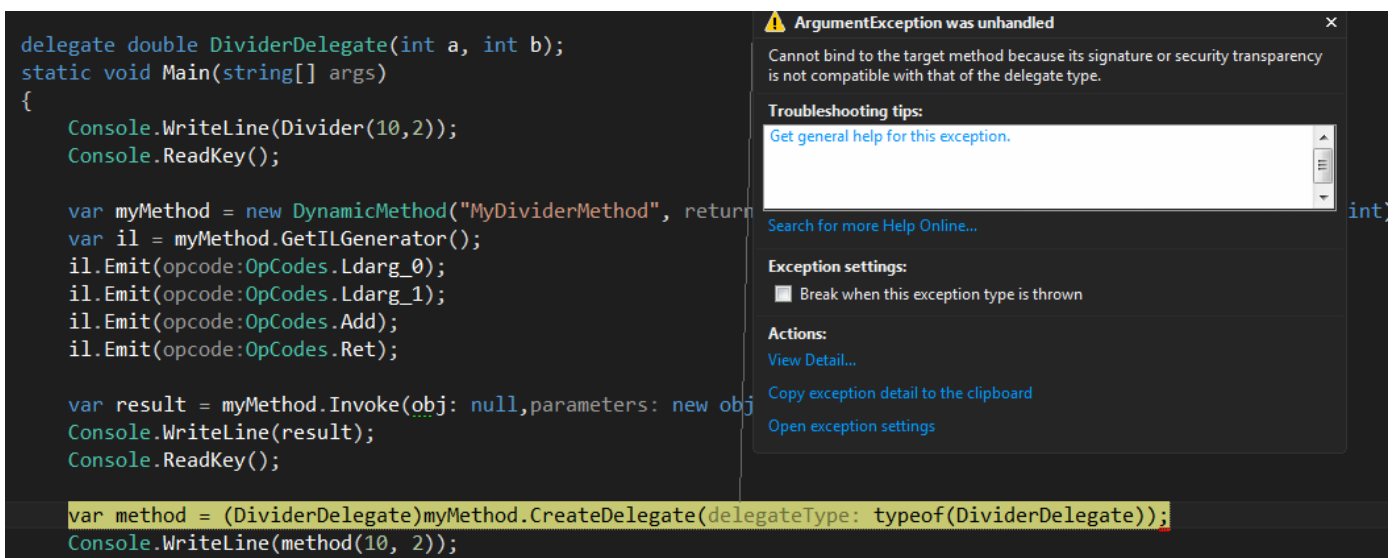 delegate double DividerDelegate(int a, int b);
static void Main(string[] args)
{
Console.WriteLine(Divider(10,2));
Console.ReadKey();
var myMethod = new DynamicMethod("MyDividerMethod", return
int)
var il = myMethod.GetILGenerator();
il.Emit(opcode:OpCodes.Ldarg_0);
il.Emit(opcode:OpCodes.Ldarg_1);
il.Emit(opcode:OpCodes.Add);
il.Emit(opcode:OpCodes.Ret);
var result = myMethod.Invoke(obj: null,parameters: new obj
Console.WriteLine(result);
Console.ReadKey();
var method = (DividerDelegate)myMethod.CreateDelegate(delegateType: typeof(DividerDelegate));
Console.WriteLine(method(10, 2));
ArgumentException was unhandled
Cannot bind to the target method because its signature or security transparency
is not compatible with that of the delegate type.
Troubleshooting tips:
Get general help for this exception.
Search for more Help Online...
Exception settings:
Break when this exception type is thrown
Actions:
View Detail...
Copy exception detail to the clipboard
Open exception settings